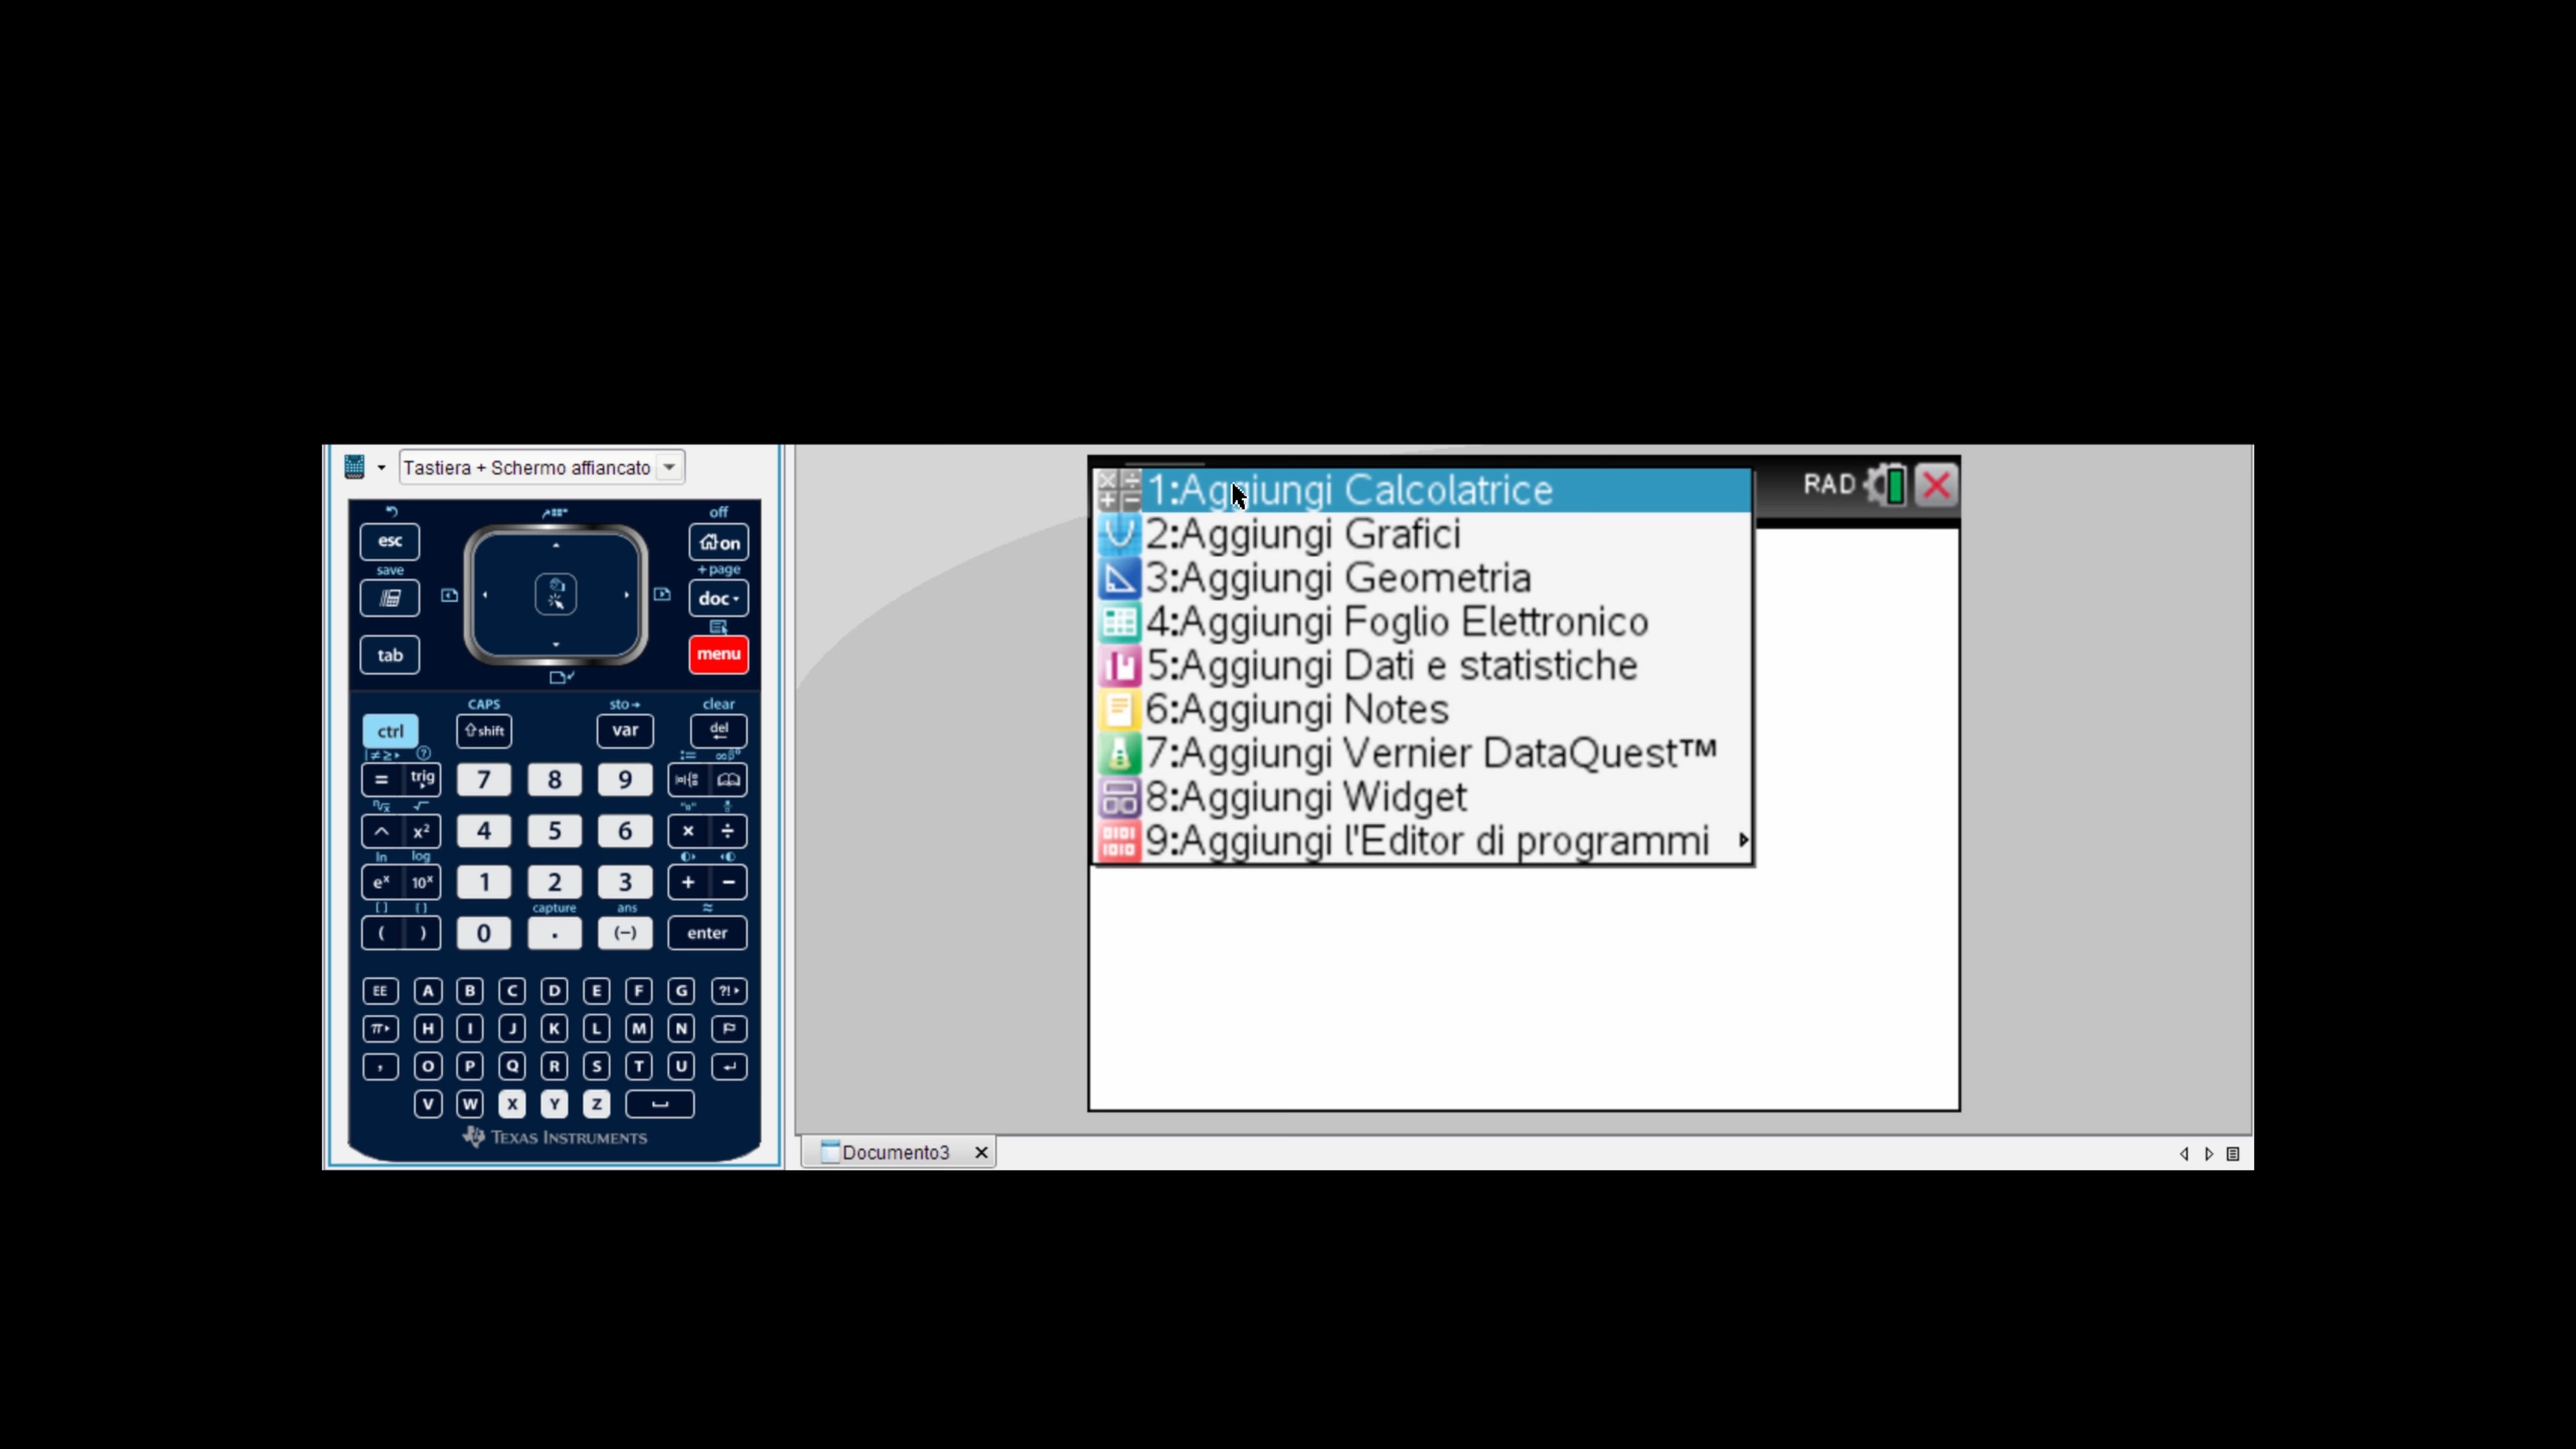 Tastiera + Schermo affiancato
off
esc
on
save
+ page
doc
tab
menu
CAPS
sto→
clear
ctrl
⇧shift
var
del
|≠≥▸
:=
= trig 7 8 9
ⁿ√x √
^ x² 4 5 6 × ÷
ln log
eˣ 10ˣ 1 2 3 + −
[ ] { } capture ans ≈
( ) 0 . (−) enter
EE A B C D E F G ?!▸
π▸ H I J K L M N
, O P Q R S T U ↵
V W X Y Z
TEXAS INSTRUMENTS
1:Aggiungi Calcolatrice
2:Aggiungi Grafici
3:Aggiungi Geometria
4:Aggiungi Foglio Elettronico
5:Aggiungi Dati e statistiche
6:Aggiungi Notes
7:Aggiungi Vernier DataQuest™
8:Aggiungi Widget
9:Aggiungi l'Editor di programmi
RAD
Documento3